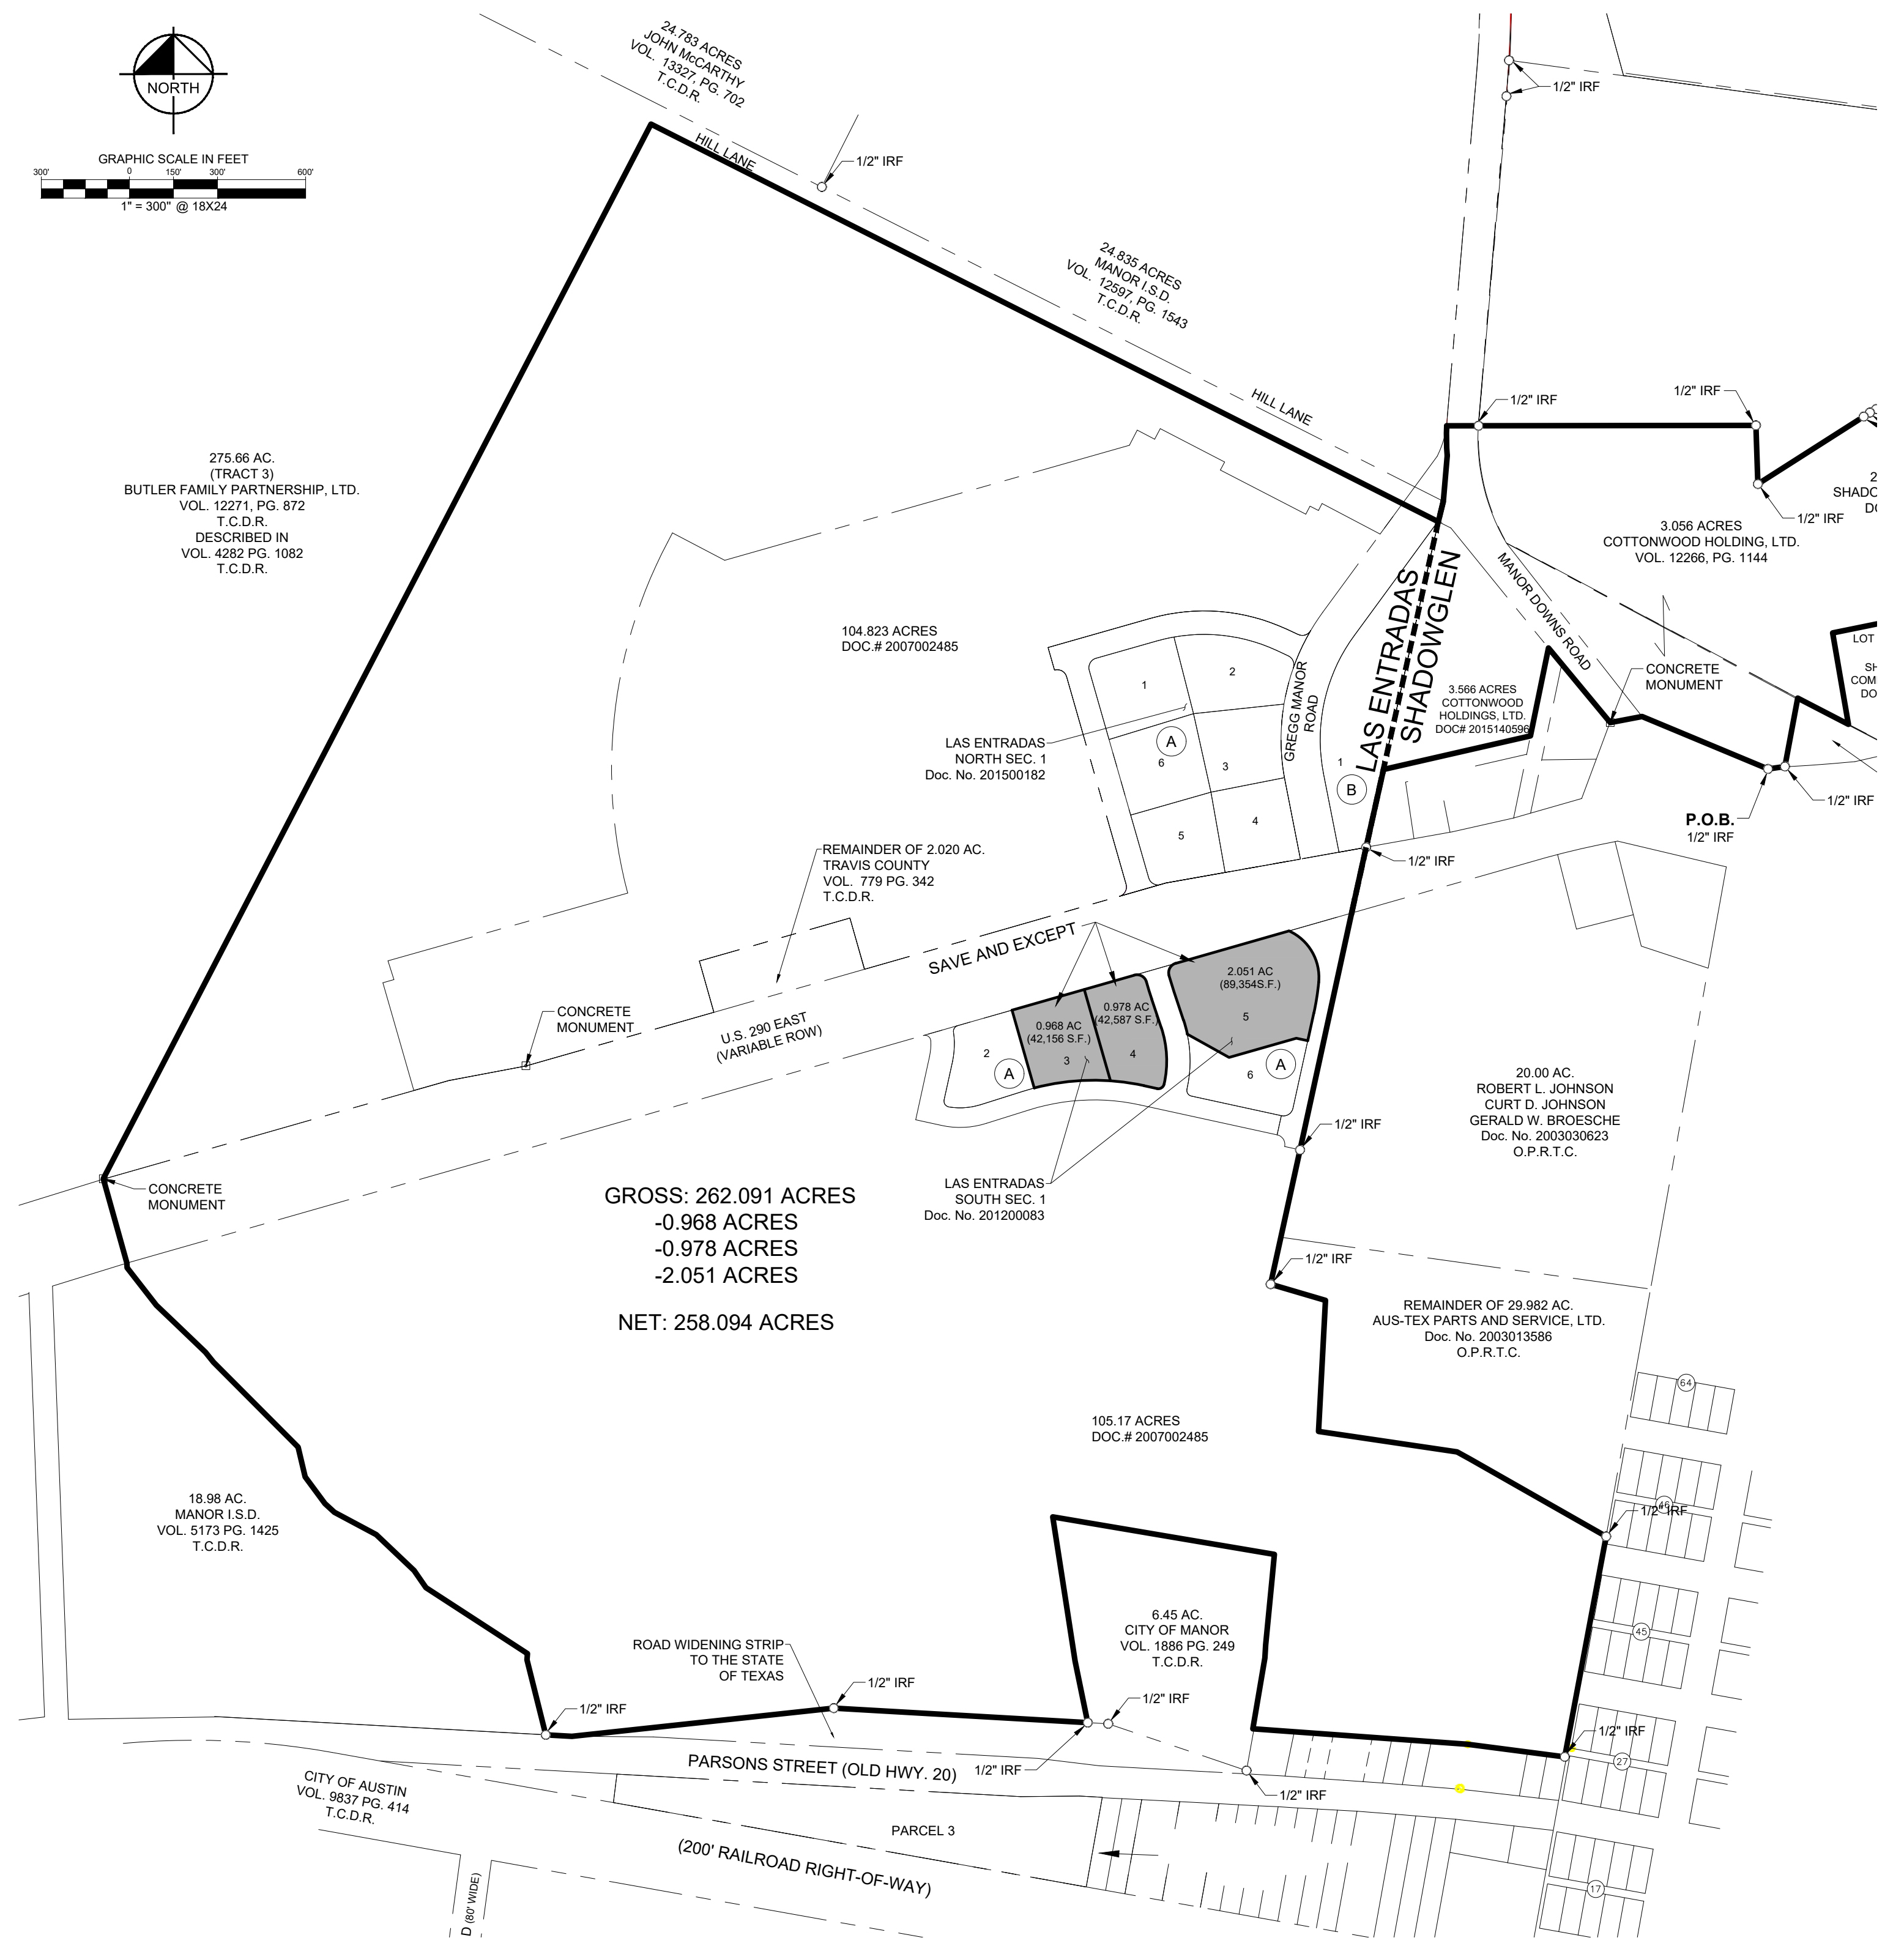 NORTH
GRAPHIC SCALE IN FEET
300' 0 150' 300' 600'
1" = 300" @ 18X24
24.783 ACRES
JOHN McCARTHY
VOL. 13327, PG. 702
T.C.D.R.
HILL LANE
1/2" IRF
1/2" IRF
24.835 ACRES
MANOR I.S.D.
VOL. 12597, PG. 1543
T.C.D.R.
HILL LANE
1/2" IRF
1/2" IRF
275.66 AC.
(TRACT 3)
BUTLER FAMILY PARTNERSHIP, LTD.
VOL. 12271, PG. 872
T.C.D.R.
DESCRIBED IN
VOL. 4282 PG. 1082
T.C.D.R.
2
SHADO
DO
1/2" IRF
3.056 ACRES
COTTONWOOD HOLDING, LTD.
VOL. 12266, PG. 1144
MANOR DOWNS ROAD
LAS ENTRADAS
SHADOWGLEN
104.823 ACRES
DOC.# 2007002485
1
2
3
4
5
6
A
GREGG MANOR
ROAD
1
B
3.566 ACRES
COTTONWOOD
HOLDINGS, LTD.
DOC# 2015140596
CONCRETE
MONUMENT
LOT
SH
COM
DO
LAS ENTRADAS
NORTH SEC. 1
Doc. No. 201500182
P.O.B.
1/2" IRF
1/2" IRF
1/2" IRF
REMAINDER OF 2.020 AC.
TRAVIS COUNTY
VOL. 779 PG. 342
T.C.D.R.
SAVE AND EXCEPT
CONCRETE
MONUMENT
U.S. 290 EAST
(VARIABLE ROW)
2.051 AC
(89,354S.F.)
5
0.978 AC
(42,587 S.F.)
4
0.968 AC
(42,156 S.F.)
3
2
A
A
6
20.00 AC.
ROBERT L. JOHNSON
CURT D. JOHNSON
GERALD W. BROESCHE
Doc. No. 2003030623
O.P.R.T.C.
1/2" IRF
CONCRETE
MONUMENT
LAS ENTRADAS
SOUTH SEC. 1
Doc. No. 201200083
GROSS: 262.091 ACRES
-0.968 ACRES
-0.978 ACRES
-2.051 ACRES
NET: 258.094 ACRES
1/2" IRF
REMAINDER OF 29.982 AC.
AUS-TEX PARTS AND SERVICE, LTD.
Doc. No. 2003013586
O.P.R.T.C.
64
105.17 ACRES
DOC.# 2007002485
46
1/2" IRF
18.98 AC.
MANOR I.S.D.
VOL. 5173 PG. 1425
T.C.D.R.
6.45 AC.
CITY OF MANOR
VOL. 1886 PG. 249
T.C.D.R.
45
ROAD WIDENING STRIP
TO THE STATE
OF TEXAS
1/2" IRF
1/2" IRF
1/2" IRF
1/2" IRF
27
PARSONS STREET (OLD HWY. 20)
1/2" IRF
1/2" IRF
CITY OF AUSTIN
VOL. 9837 PG. 414
T.C.D.R.
PARCEL 3
(200' RAILROAD RIGHT-OF-WAY)
17
D (80' WIDE)